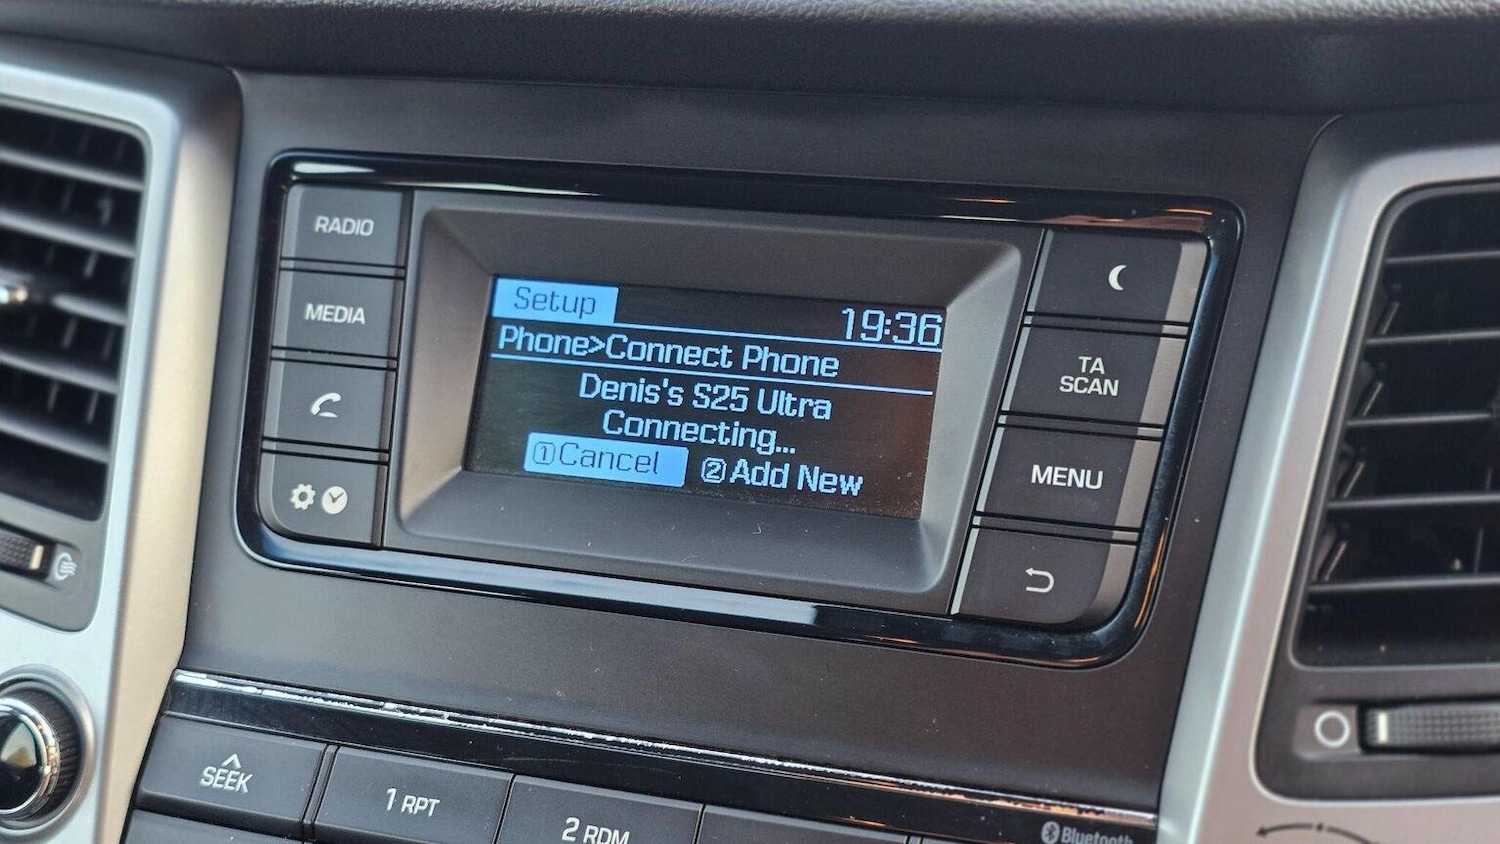 RADIO
MEDIA
Setup
19:36
Phone>Connect Phone
Denis's S25 Ultra
Connecting...
①Cancel ②Add New
TA
SCAN
MENU
SEEK
1 RPT
2 RDM
Bluetooth